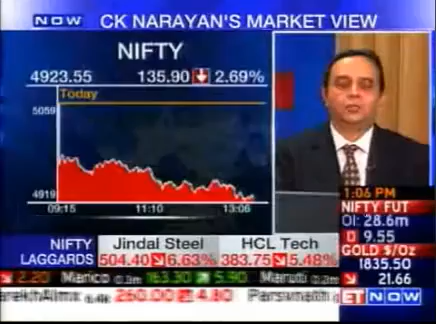 NOW CK NARAYAN'S MARKET VIEW
NIFTY
4923.55 135.90 2.69%
Today
5059
4919
09:15 11:10 13:06
1:06 PM
NIFTY FUT
OI: 28.6m
9.55
GOLD $/Oz
1835.50
21.66
NIFTY LAGGARDS
Jindal Steel HCL Tech
504.40 6.63% 383.75 5.48%
2.20 Marico 0.2m 163.30 5.90 Maruti
260.00 4.80
ET NOW